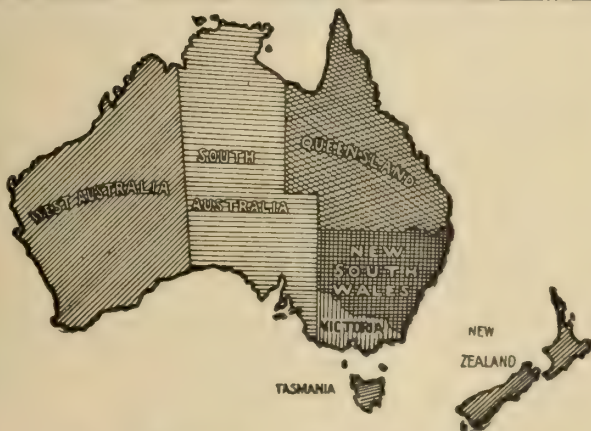 WEST AUSTRALIA
SOUTH
AUSTRALIA
QUEENSLAND
NEW
SOUTH
WALES
VICTORIA
TASMANIA
NEW
ZEALAND